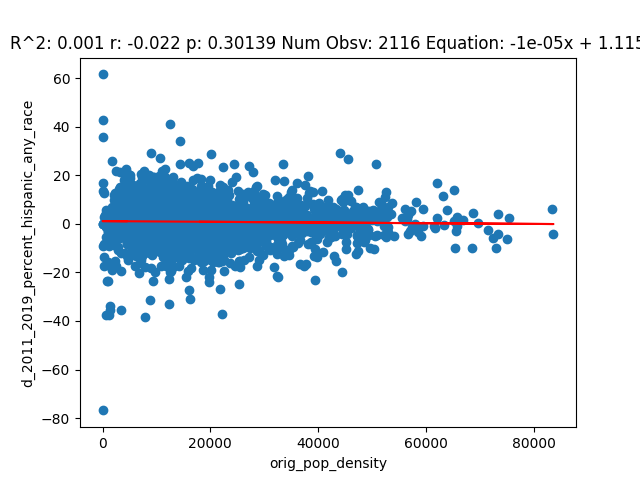 R^2: 0.001 r: -0.022 p: 0.30139 Num Obsv: 2116 Equation: -1e-05x + 1.115
d_2011_2019_percent_hispanic_any_race
60
40
20
0
−20
−40
−60
−80
0 20000 40000 60000 80000
orig_pop_density